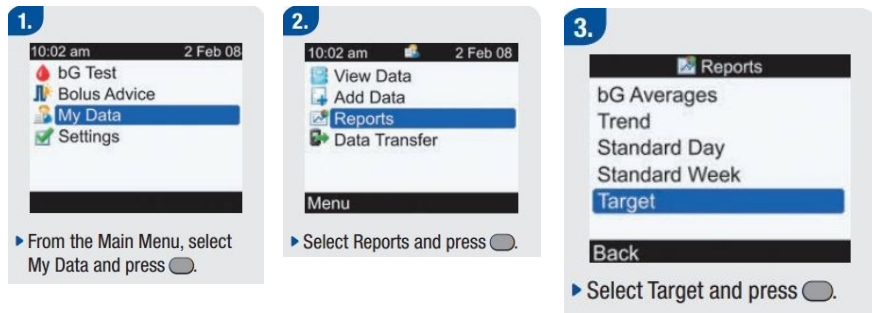 1.
10:02 am 2 Feb 08
bG Test
Bolus Advice
My Data
Settings
From the Main Menu, select
My Data and press .
2.
10:02 am 2 Feb 08
View Data
Add Data
Reports
Data Transfer
Menu
Select Reports and press .
3.
Reports
bG Averages
Trend
Standard Day
Standard Week
Target
Back
Select Target and press .